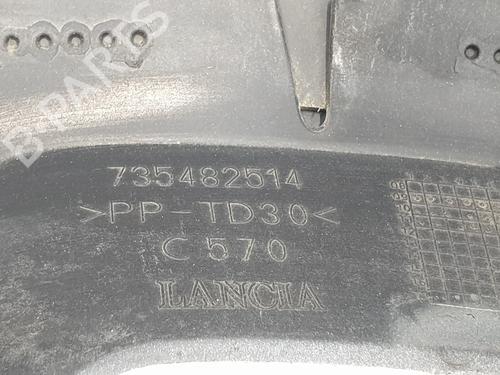 B-PARTS
735482514
>PP-TD30<
C 570
LANCIA